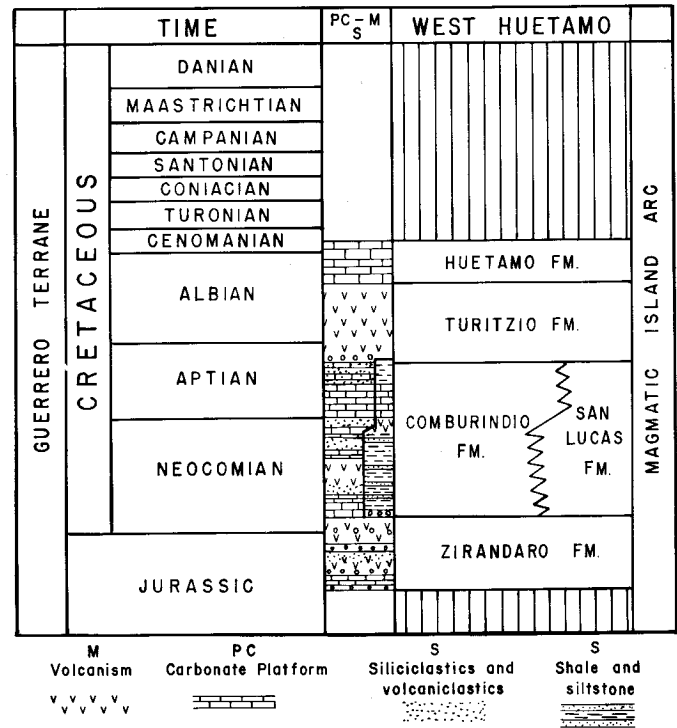 TIME
PC-M
S
WEST HUETAMO
GUERRERO TERRANE
CRETACEOUS
DANIAN
MAASTRICHTIAN
CAMPANIAN
SANTONIAN
CONIACIAN
TURONIAN
CENOMANIAN
ALBIAN
APTIAN
NEOCOMIAN
JURASSIC
HUETAMO FM.
TURITZIO FM.
COMBURINDIO
FM.
SAN
LUCAS
FM.
ZIRANDARO FM.
MAGMATIC ISLAND ARC
M
Volcanism
PC
Carbonate Platform
S
Siliciclastics and
volcaniclastics
S
Shale and
siltstone